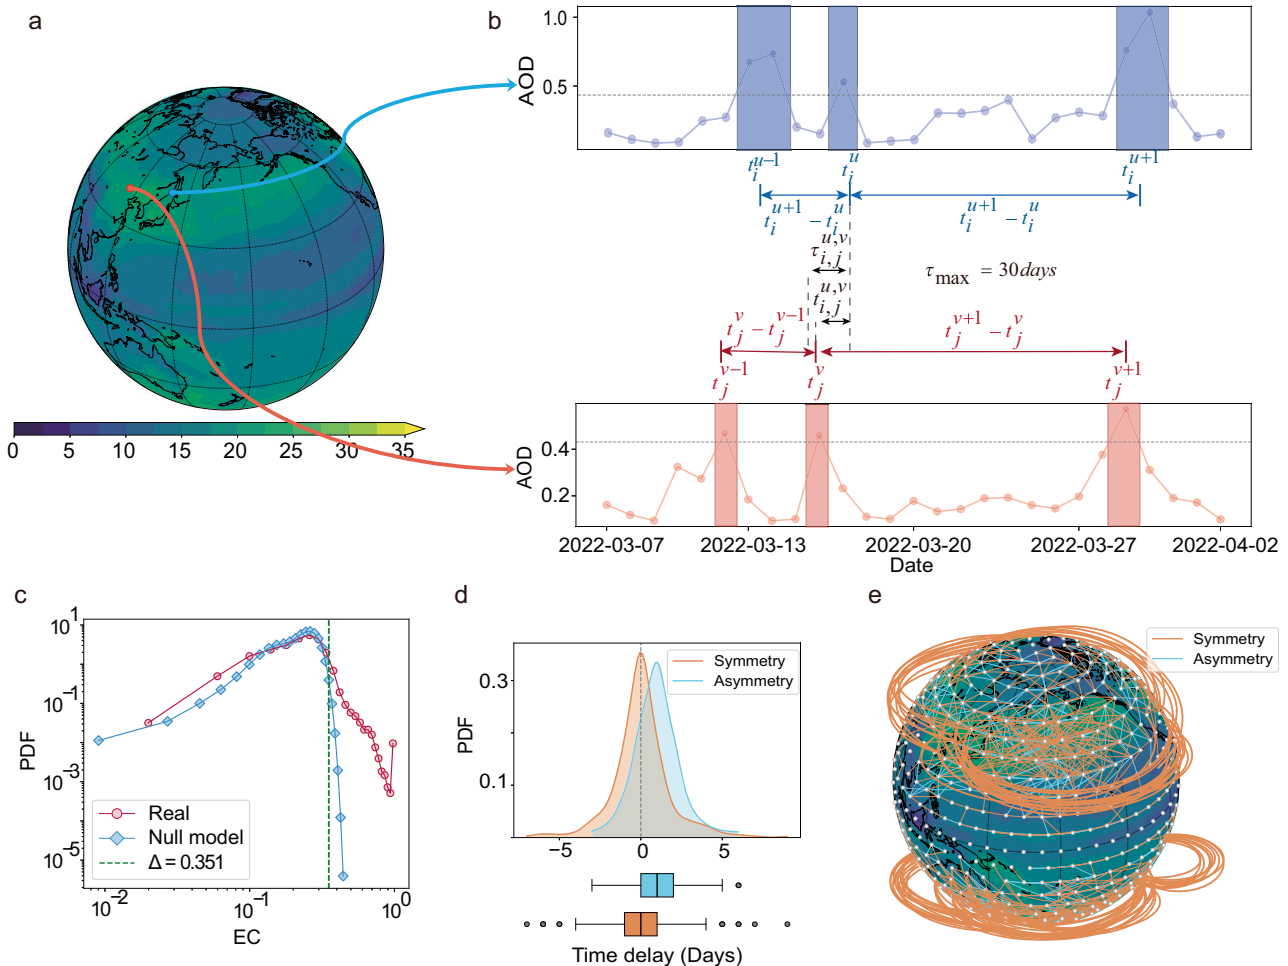 a
0 5 10 15 20 25 30 35
b
1.0
0.5
AOD
t_i^{u-1} t_i^u t_i^{u+1}
t_i^{u+1} - t_i^u t_i^{u+1} - t_i^u
τ_{i,j}^{u,v}
τ_max = 30days
t_{i,j}^{u,v}
t_j^v - t_j^{v-1} t_j^{v+1} - t_j^v
t_j^{v-1} t_j^v t_j^{v+1}
0.4
0.2
AOD
2022-03-07 2022-03-13 2022-03-20 2022-03-27 2022-04-02
Date
c
10^1
10^{-1}
10^{-3}
10^{-5}
PDF
Real
Null model
Δ = 0.351
10^{-2} 10^{-1} 10^0
EC
d
Symmetry
Asymmetry
0.3
0.1
PDF
−5 0 5
Time delay (Days)
e
Symmetry
Asymmetry